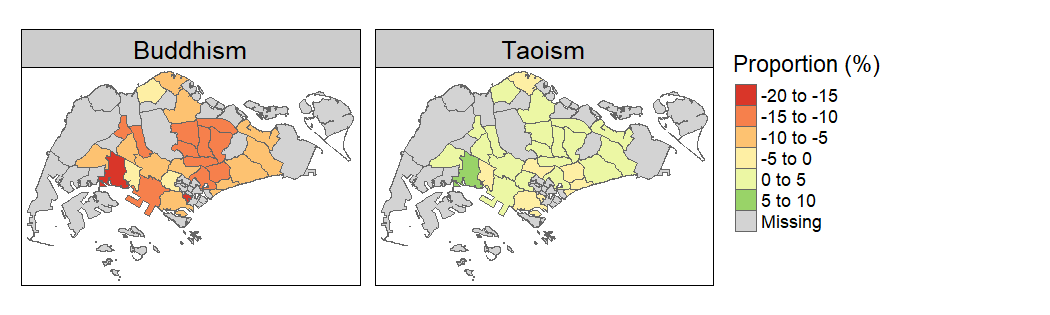 Buddhism
Taoism
Proportion (%)
-20 to -15
-15 to -10
-10 to -5
-5 to 0
0 to 5
5 to 10
Missing